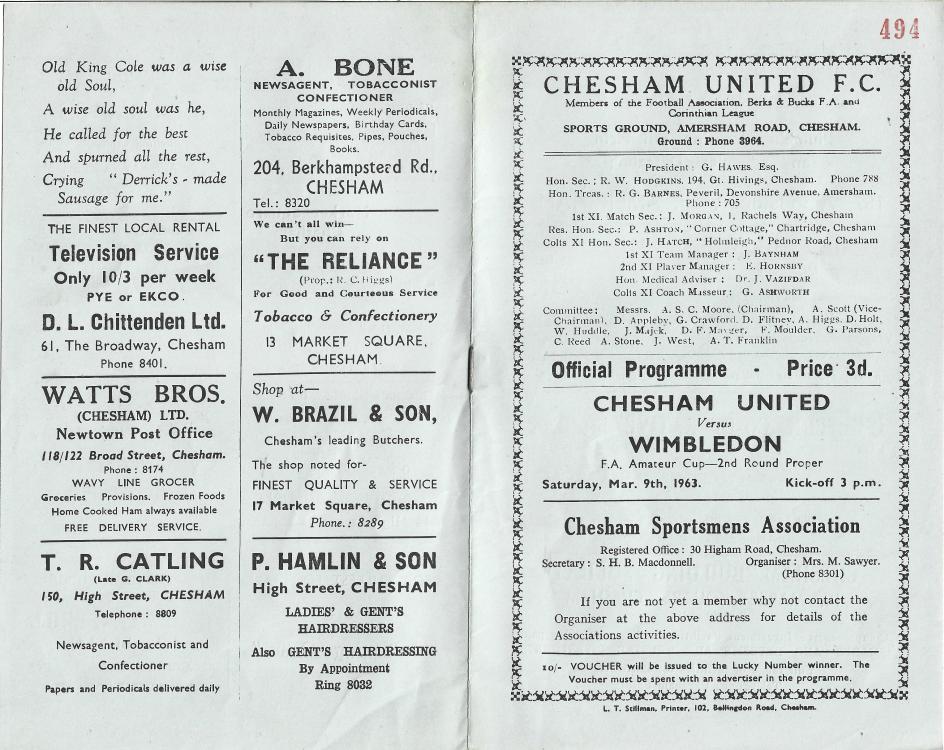 Old King Cole was a wise
old Soul,
A wise old soul was he,
He called for the best
And spurned all the rest,
Crying " Derrick's - made
Sausage for me."
THE FINEST LOCAL RENTAL
Television Service
Only 10/3 per week
PYE or EKCO.
D. L. Chittenden Ltd.
61, The Broadway, Chesham
Phone 8401.
WATTS BROS.
(CHESHAM) LTD.
Newtown Post Office
118/122 Broad Street, Chesham.
Phone : 8174
WAVY LINE GROCER
Groceries Provisions. Frozen Foods
Home Cooked Ham always available
FREE DELIVERY SERVICE.
T. R. CATLING
(Late G. CLARK)
150, High Street, CHESHAM
Telephone : 8809
Newsagent, Tobacconist and
Confectioner
Papers and Periodicals delivered daily
A. BONE
NEWSAGENT, TOBACCONIST
CONFECTIONER
Monthly Magazines, Weekly Periodicals,
Daily Newspapers, Birthday Cards,
Tobacco Requisites, Pipes, Pouches,
Books.
204, Berkhampsterd Rd.,
CHESHAM
Tel.: 8320
We can't all win—
But you can rely on
"THE RELIANCE"
(Prop.: R. C. Higgs)
For Good and Courteous Service
Tobacco & Confectionery
13 MARKET SQUARE,
CHESHAM.
Shop at—
W. BRAZIL & SON,
Chesham's leading Butchers.
The shop noted for-
FINEST QUALITY & SERVICE
17 Market Square, Chesham
Phone.: 8289
P. HAMLIN & SON
High Street, CHESHAM
LADIES' & GENT'S
HAIRDRESSERS
Also GENT'S HAIRDRESSING
By Appointment
Ring 8032
494
CHESHAM UNITED F.C.
Members of the Football Association, Berks & Bucks F.A. and
Corinthian League
SPORTS GROUND, AMERSHAM ROAD, CHESHAM.
Ground : Phone 3964.
President : G. HAWES, Esq.
Hon. Sec. ; R. W. HODGKINS, 194, Gt. Hivings, Chesham. Phone 788
Hon. Treas. : R. G. BARNES, Peveril, Devonshire Avenue, Amersham.
Phone : 705
1st XI. Match Sec. : J. MORGAN, 1, Rachels Way, Chesham
Res. Hon. Sec. : P. ASHTON, "Corner Cottage," Chartridge, Chesham
Colts XI Hon. Sec.: J. HATCH, "Holmleigh," Pednor Road, Chesham
1st XI Team Manager : J. BAYNHAM
2nd XI Player Manager : E. HORNSBY
Hon. Medical Adviser : Dr. J. VAZIFDAR
Colts XI Coach Masseur : G. ASHWORTH
Committee : Messrs. A. S. C. Moore, (Chairman), A. Scott (Vice-
Chairman), D. Appleby, G. Crawford, D. Flitney, A. Higgs, D. Holt,
W. Huddle, J. Majek, D. F. Mayger, F. Moulder, G. Parsons,
C. Reed A. Stone, J. West, A. T. Franklin
Official Programme - Price 3d.
CHESHAM UNITED
Versus
WIMBLEDON
F.A. Amateur Cup—2nd Round Proper
Saturday, Mar. 9th, 1963. Kick-off 3 p.m.
Chesham Sportsmens Association
Registered Office : 30 Higham Road, Chesham.
Secretary : S. H. B. Macdonnell. Organiser : Mrs. M. Sawyer.
(Phone 8301)
If you are not yet a member why not contact the
Organiser at the above address for details of the
Associations activities.
10/- VOUCHER will be issued to the Lucky Number winner. The
Voucher must be spent with an advertiser in the programme.
L. T. Stillman, Printer, 102, Bellingdon Road, Chesham.